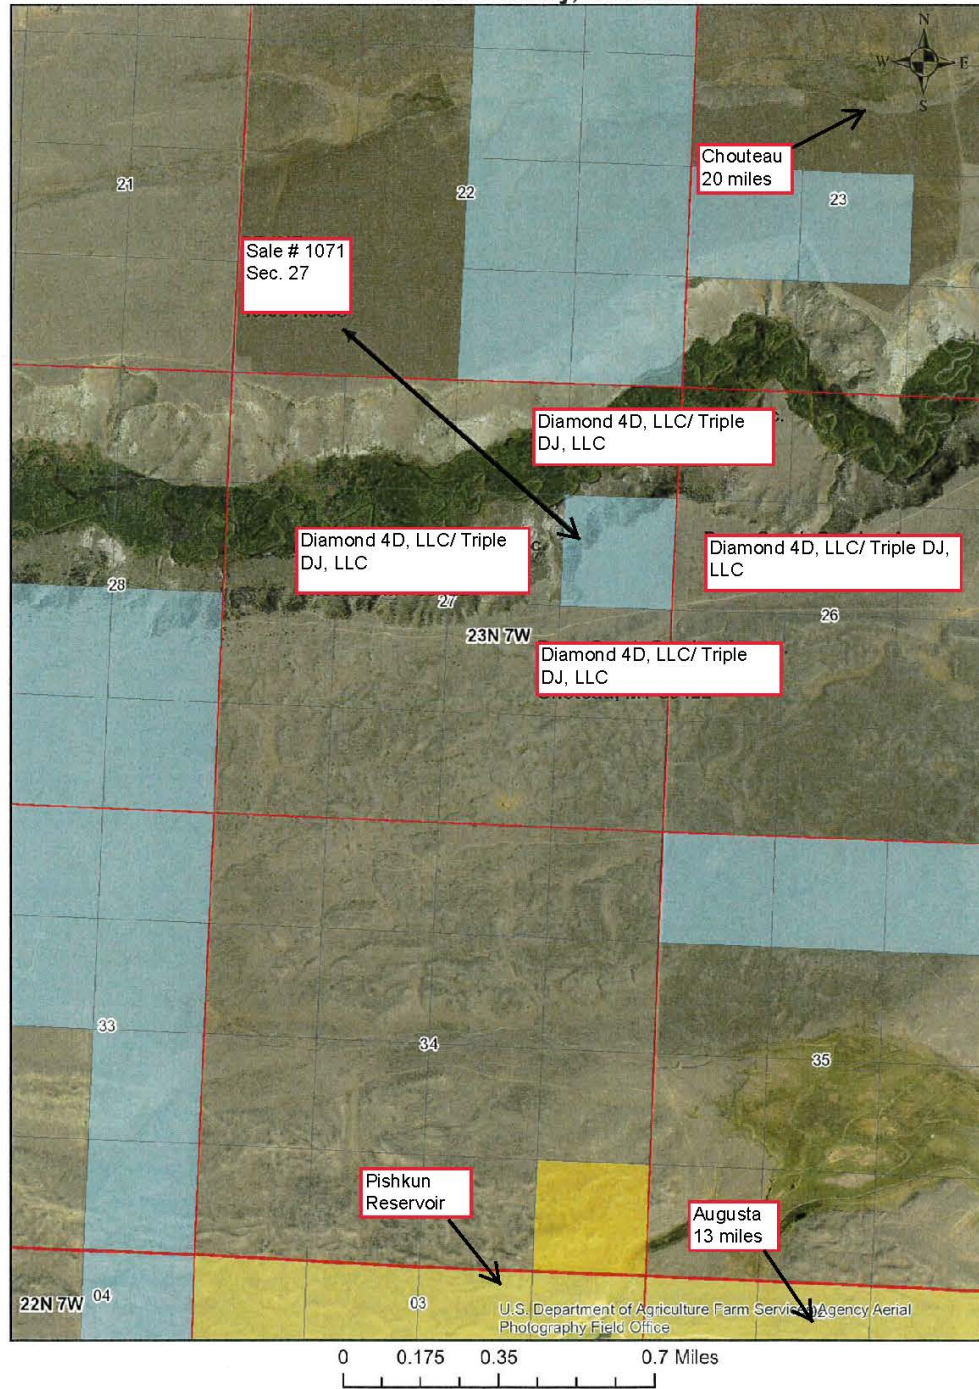 N
W E
S
Chouteau
20 miles
21
22
23
Sale # 1071
Sec. 27
Diamond 4D, LLC/ Triple
DJ, LLC
Diamond 4D, LLC/ Triple
DJ, LLC
Diamond 4D, LLC/ Triple DJ,
LLC
28
27
26
23N 7W
Diamond 4D, LLC/ Triple
DJ, LLC
33
34
35
Pishkun
Reservoir
Augusta
13 miles
22N 7W 04
03
U.S. Department of Agriculture Farm Service Agency Aerial
Photography Field Office
0 0.175 0.35 0.7 Miles